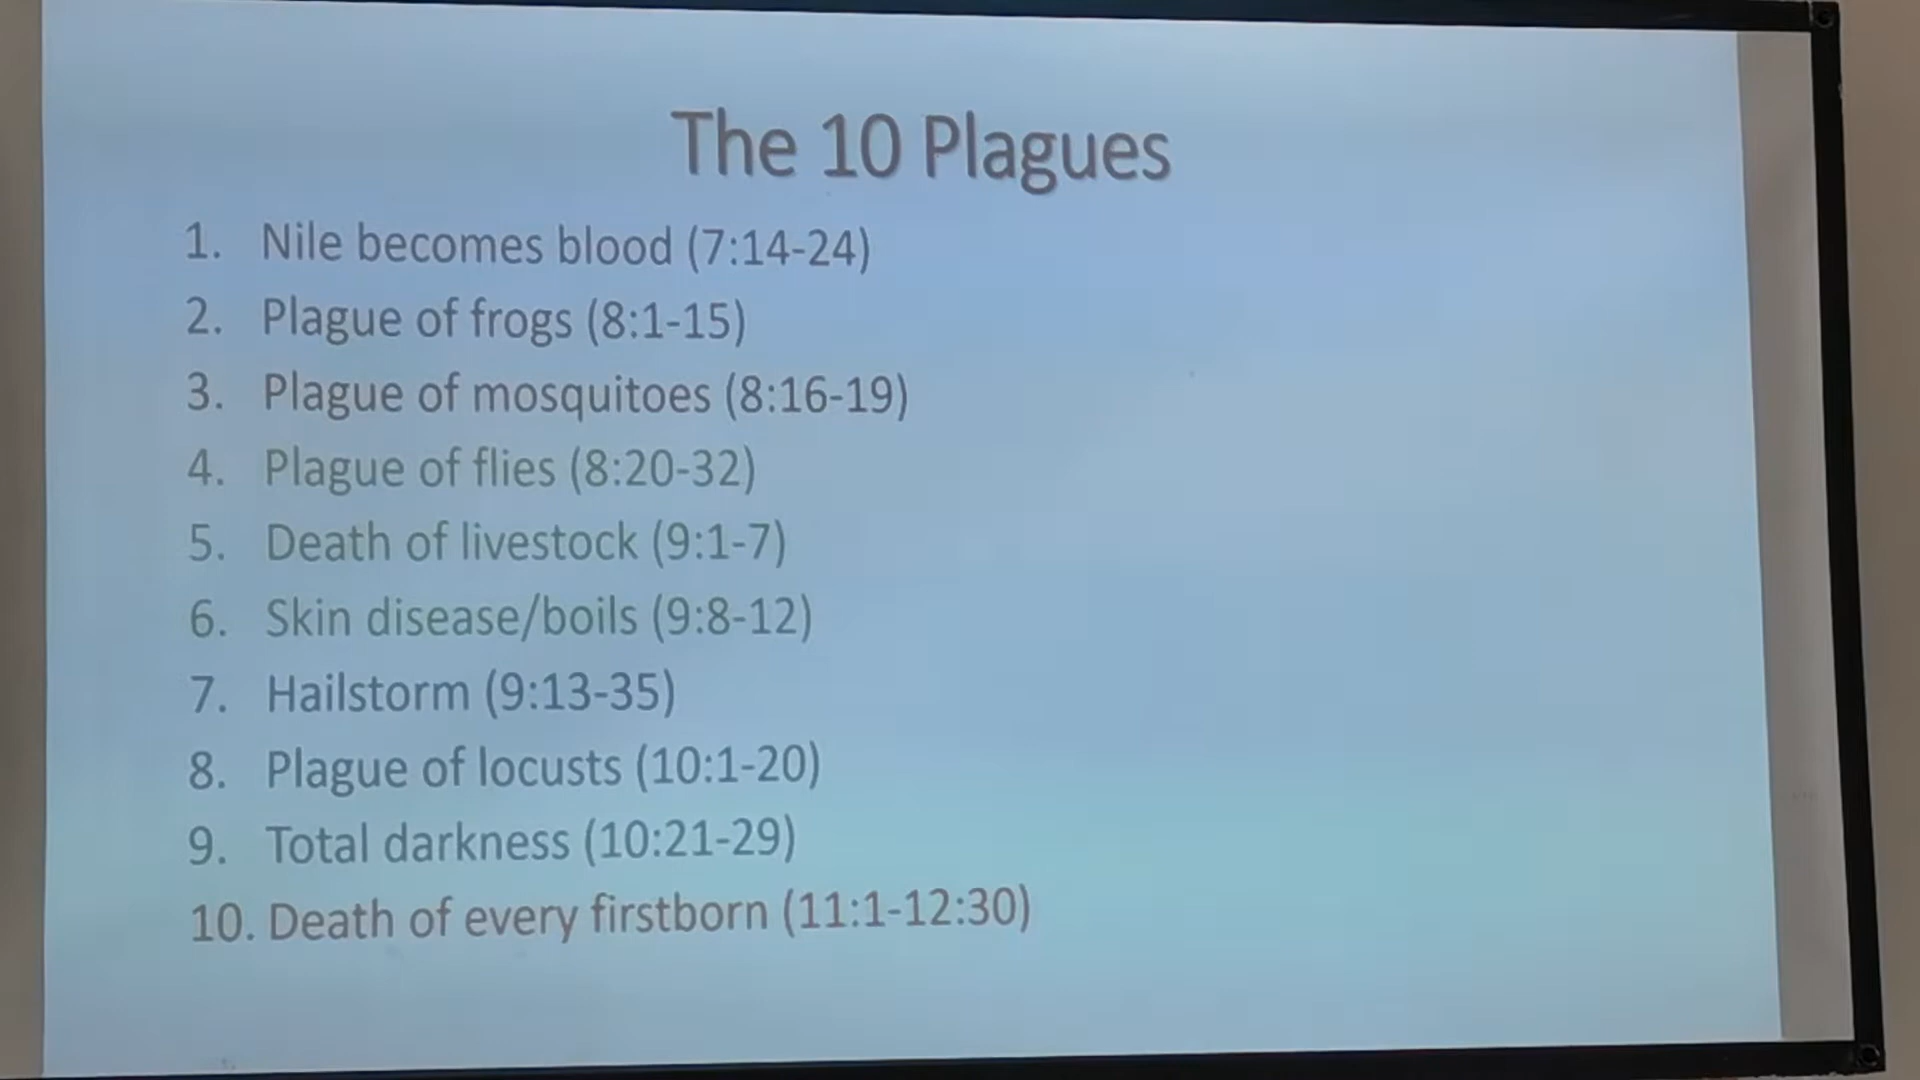 The 10 Plagues
1. Nile becomes blood (7:14-24)
2. Plague of frogs (8:1-15)
3. Plague of mosquitoes (8:16-19)
4. Plague of flies (8:20-32)
5. Death of livestock (9:1-7)
6. Skin disease/boils (9:8-12)
7. Hailstorm (9:13-35)
8. Plague of locusts (10:1-20)
9. Total darkness (10:21-29)
10. Death of every firstborn (11:1-12:30)